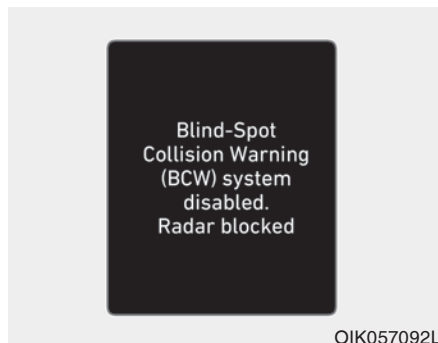 Blind-Spot
Collision Warning
(BCW) system
disabled.
Radar blocked
OIK057092L